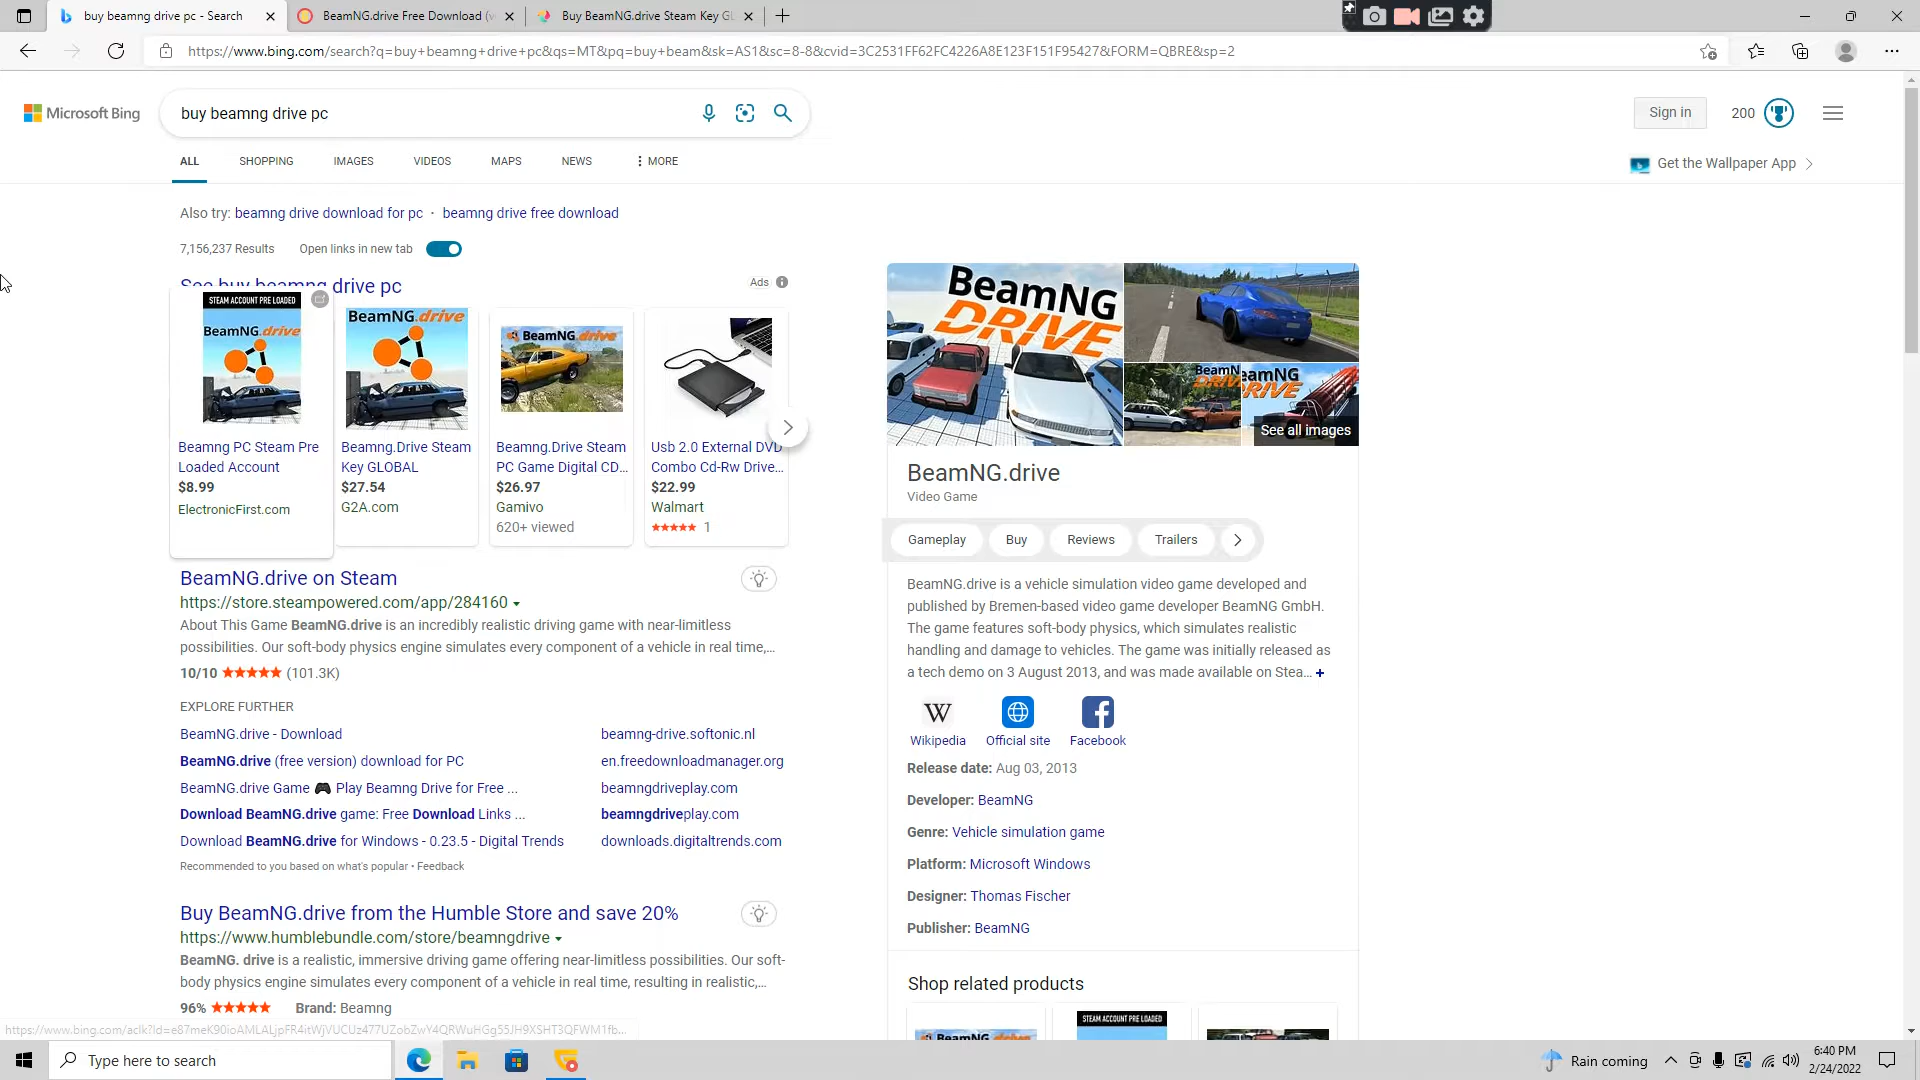 buy beamng drive pc - Search
BeamNG.drive Free Download (v
Buy BeamNG.drive Steam Key GL
https://www.bing.com/search?q=buy+beamng+drive+pc&qs=MT&pq=buy+beam&sk=AS1&sc=8-8&cvid=3C2531FF62FC4226A8E123F151F95427&FORM=QBRE&sp=2
Microsoft Bing
buy beamng drive pc
Sign in
200
ALL SHOPPING IMAGES VIDEOS MAPS NEWS MORE
Get the Wallpaper App
Also try: beamng drive download for pc · beamng drive free download
7,156,237 Results Open links in new tab
See buy beamng drive pc
Ads
STEAM ACCOUNT PRE LOADED
BeamNG.drive
Beamng PC Steam Pre
Loaded Account
$8.99
ElectronicFirst.com
BeamNG.drive
Beamng.Drive Steam
Key GLOBAL
$27.54
G2A.com
BeamNG.drive
Beamng.Drive Steam
PC Game Digital CD...
$26.97
Gamivo
620+ viewed
Usb 2.0 External DVD
Combo Cd-Rw Drive...
$22.99
Walmart
1
BeamNG.drive on Steam
https://store.steampowered.com/app/284160
About This Game BeamNG.drive is an incredibly realistic driving game with near-limitless
possibilities. Our soft-body physics engine simulates every component of a vehicle in real time,...
10/10 (101.3K)
EXPLORE FURTHER
BeamNG.drive - Download beamng-drive.softonic.nl
BeamNG.drive (free version) download for PC en.freedownloadmanager.org
BeamNG.drive Game 🎮 Play Beamng Drive for Free ... beamngdriveplay.com
Download BeamNG.drive game: Free Download Links ... beamngdriveplay.com
Download BeamNG.drive for Windows - 0.23.5 - Digital Trends downloads.digitaltrends.com
Recommended to you based on what's popular • Feedback
Buy BeamNG.drive from the Humble Store and save 20%
https://www.humblebundle.com/store/beamngdrive
BeamNG. drive is a realistic, immersive driving game offering near-limitless possibilities. Our soft-
body physics engine simulates every component of a vehicle in real time, resulting in realistic,...
96% Brand: Beamng
BeamNG
DRIVE
BeamNG
DRIVE
eamNG
DRIVE
See all images
BeamNG.drive
Video Game
Gameplay Buy Reviews Trailers
BeamNG.drive is a vehicle simulation video game developed and
published by Bremen-based video game developer BeamNG GmbH.
The game features soft-body physics, which simulates realistic
handling and damage to vehicles. The game was initially released as
a tech demo on 3 August 2013, and was made available on Stea... +
W
Wikipedia Official site Facebook
Release date: Aug 03, 2013
Developer: BeamNG
Genre: Vehicle simulation game
Platform: Microsoft Windows
Designer: Thomas Fischer
Publisher: BeamNG
Shop related products
STEAM ACCOUNT PRE LOADED
Type here to search
Rain coming
6:40 PM
2/24/2022